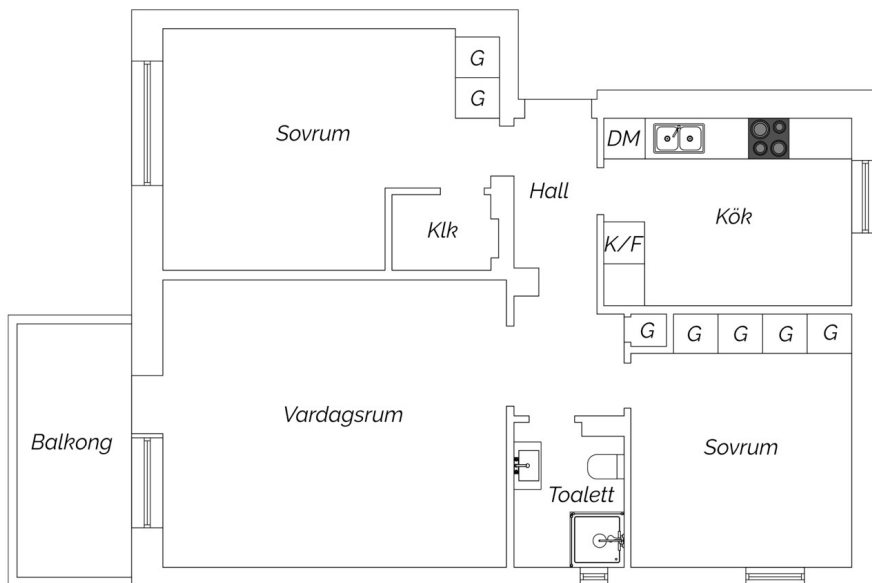 G
G
Sovrum
DM
Hall
Kök
Klk
K/F
G
G
G
G
G
Vardagsrum
Balkong
Sovrum
Toalett